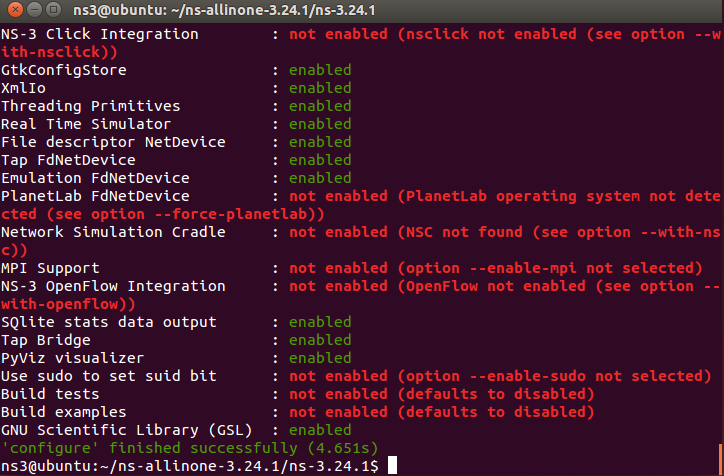 ns3@ubuntu: ~/ns-allinone-3.24.1/ns-3.24.1
NS-3 Click Integration        : not enabled (nsclick not enabled (see option --w
ith-nsclick))
GtkConfigStore                : enabled
XmlIo                         : enabled
Threading Primitives          : enabled
Real Time Simulator           : enabled
File descriptor NetDevice     : enabled
Tap FdNetDevice               : enabled
Emulation FdNetDevice         : enabled
PlanetLab FdNetDevice         : not enabled (PlanetLab operating system not dete
cted (see option --force-planetlab))
Network Simulation Cradle     : not enabled (NSC not found (see option --with-ns
c))
MPI Support                   : not enabled (option --enable-mpi not selected)
NS-3 OpenFlow Integration     : not enabled (OpenFlow not enabled (see option --
with-openflow))
SQlite stats data output      : enabled
Tap Bridge                    : enabled
PyViz visualizer              : enabled
Use sudo to set suid bit      : not enabled (option --enable-sudo not selected)
Build tests                   : not enabled (defaults to disabled)
Build examples                : not enabled (defaults to disabled)
GNU Scientific Library (GSL)  : enabled
'configure' finished successfully (4.651s)
ns3@ubuntu:~/ns-allinone-3.24.1/ns-3.24.1$